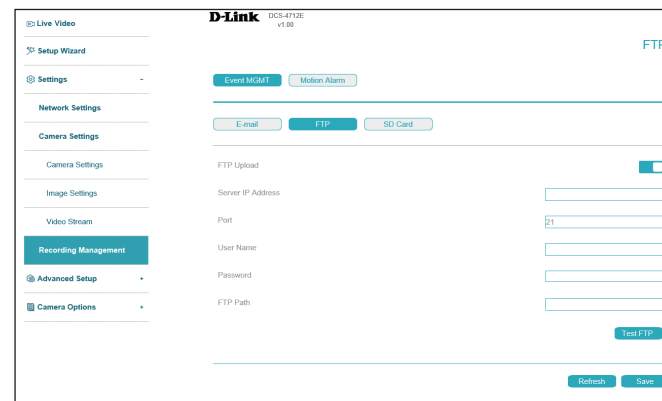 D-Link DCS-4712E
v1.00
Live Video
Setup Wizard
Settings -
Network Settings
Camera Settings
Camera Settings
Image Settings
Video Stream
Recording Management
Advanced Setup +
Camera Options +
FTP
Event MGMT Motion Alarm
E-mail FTP SD Card
FTP Upload
Server IP Address
Port 21
User Name
Password
FTP Path
Test FTP
Refresh Save